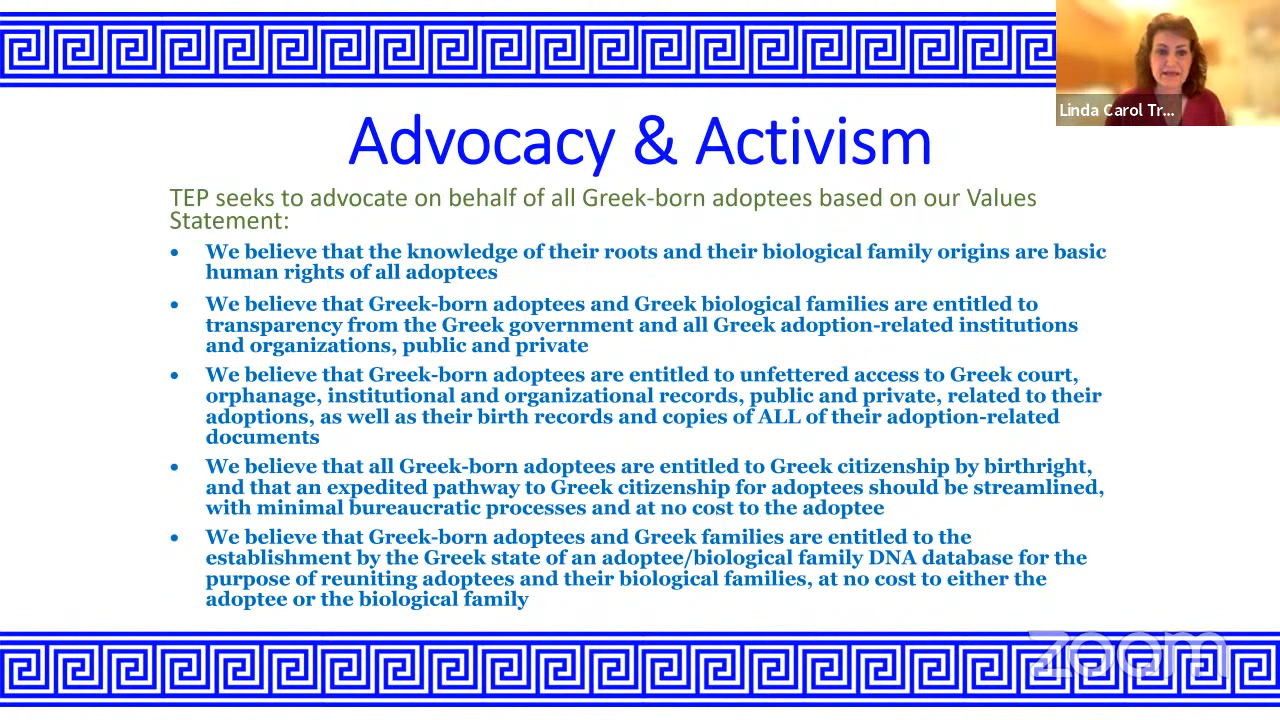 Linda Carol Tr...
Advocacy & Activism
TEP seeks to advocate on behalf of all Greek-born adoptees based on our Values
Statement:
• We believe that the knowledge of their roots and their biological family origins are basic
human rights of all adoptees
• We believe that Greek-born adoptees and Greek biological families are entitled to
transparency from the Greek government and all Greek adoption-related institutions
and organizations, public and private
• We believe that Greek-born adoptees are entitled to unfettered access to Greek court,
orphanage, institutional and organizational records, public and private, related to their
adoptions, as well as their birth records and copies of ALL of their adoption-related
documents
• We believe that all Greek-born adoptees are entitled to Greek citizenship by birthright,
and that an expedited pathway to Greek citizenship for adoptees should be streamlined,
with minimal bureaucratic processes and at no cost to the adoptee
• We believe that Greek-born adoptees and Greek families are entitled to the
establishment by the Greek state of an adoptee/biological family DNA database for the
purpose of reuniting adoptees and their biological families, at no cost to either the
adoptee or the biological family
zoom